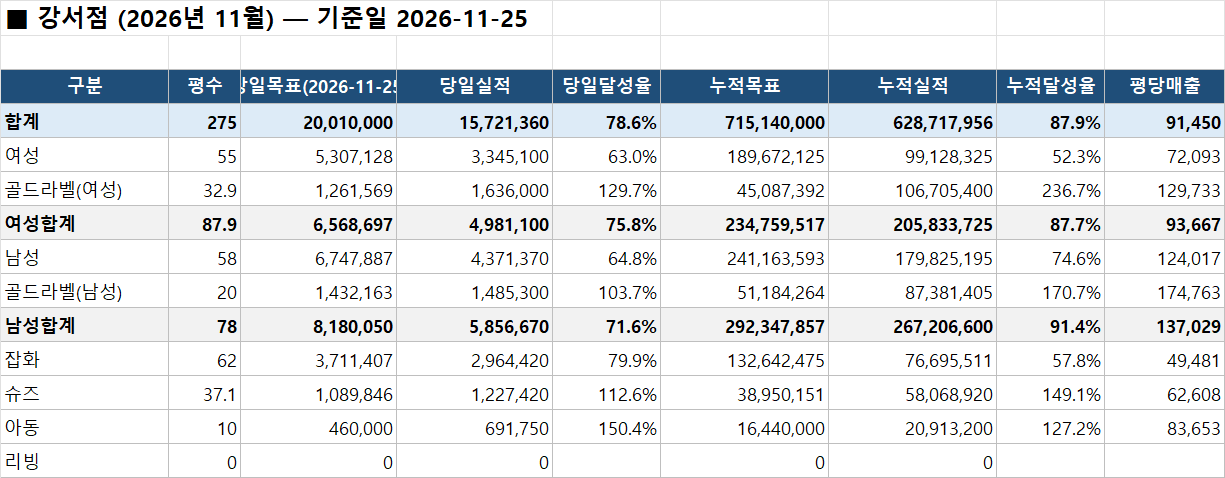 ■ 강서점 (2026년 11월) — 기준일 2026-11-25
구분 평수 당일목표(2026-11-25 당일실적 당일달성율 누적목표 누적실적 누적달성율 평당매출
합계 275 20,010,000 15,721,360 78.6% 715,140,000 628,717,956 87.9% 91,450
여성 55 5,307,128 3,345,100 63.0% 189,672,125 99,128,325 52.3% 72,093
골드라벨(여성) 32.9 1,261,569 1,636,000 129.7% 45,087,392 106,705,400 236.7% 129,733
여성합계 87.9 6,568,697 4,981,100 75.8% 234,759,517 205,833,725 87.7% 93,667
남성 58 6,747,887 4,371,370 64.8% 241,163,593 179,825,195 74.6% 124,017
골드라벨(남성) 20 1,432,163 1,485,300 103.7% 51,184,264 87,381,405 170.7% 174,763
남성합계 78 8,180,050 5,856,670 71.6% 292,347,857 267,206,600 91.4% 137,029
잡화 62 3,711,407 2,964,420 79.9% 132,642,475 76,695,511 57.8% 49,481
슈즈 37.1 1,089,846 1,227,420 112.6% 38,950,151 58,068,920 149.1% 62,608
아동 10 460,000 691,750 150.4% 16,440,000 20,913,200 127.2% 83,653
리빙 0 0 0 0 0